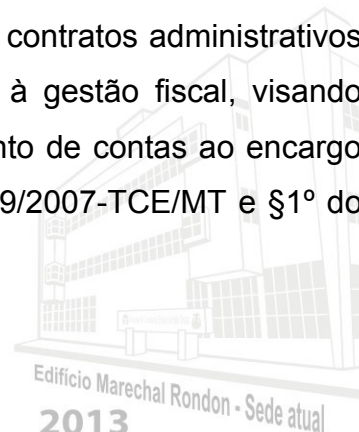 contratos administrativos
à gestão fiscal, visando
nto de contas ao encargo
9/2007-TCE/MT e §1º do
Edifício Marechal Rondon - Sede atual
2013